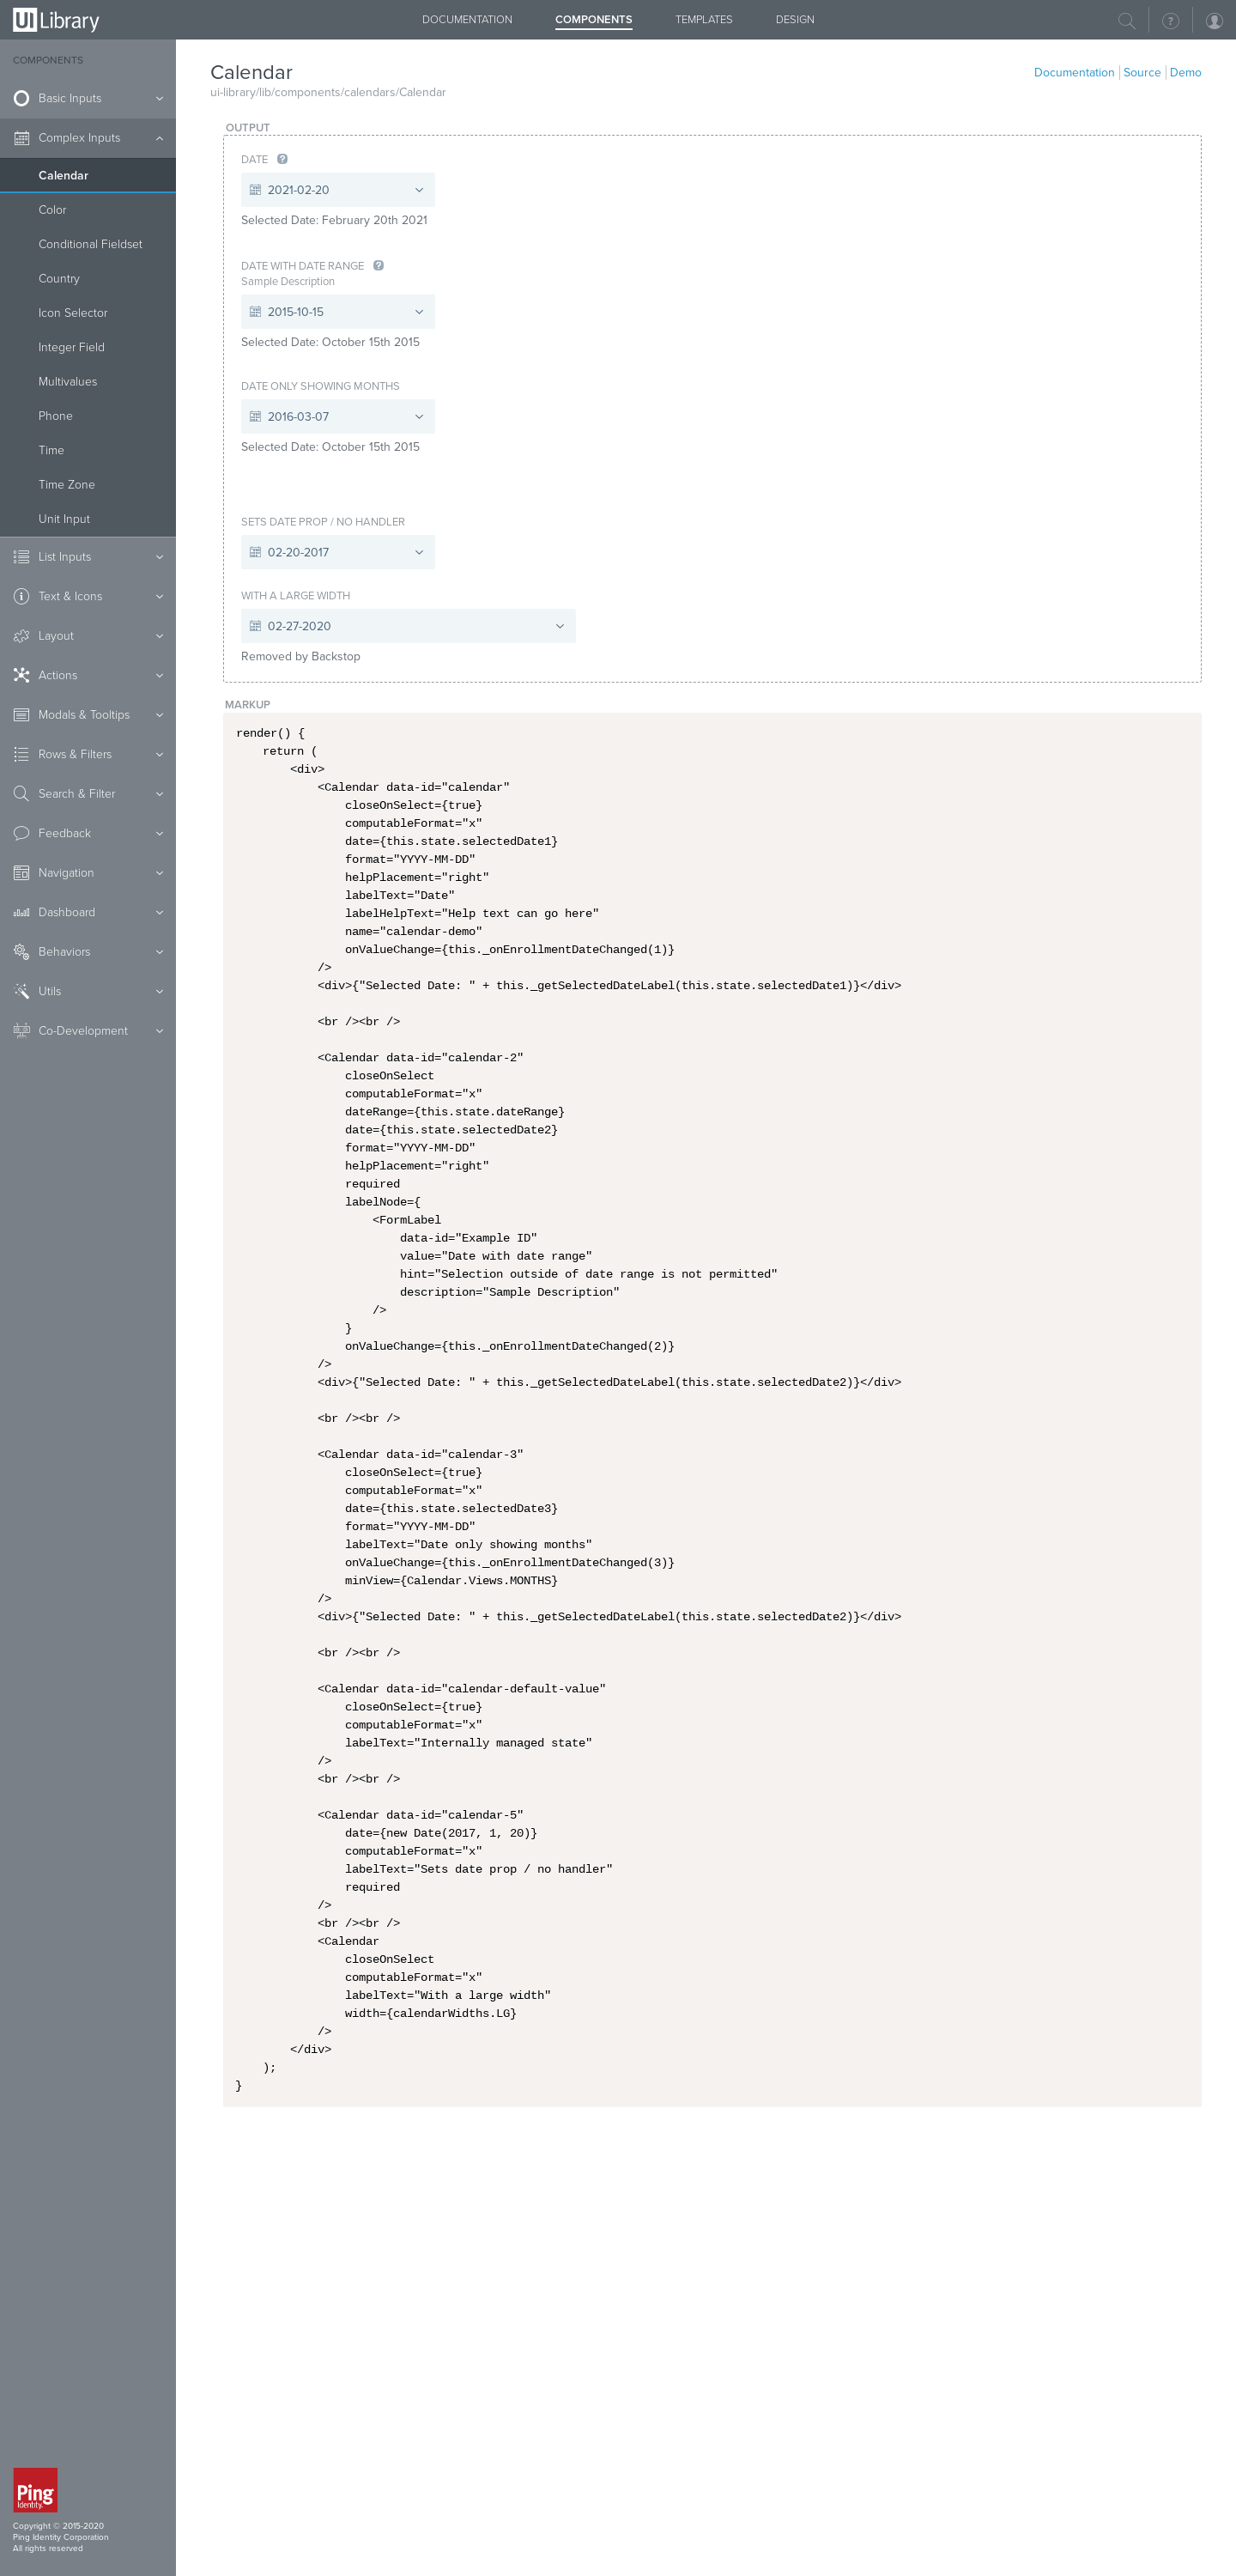 UI Library
DOCUMENTATION
COMPONENTS
TEMPLATES
DESIGN
COMPONENTS
Basic Inputs
Complex Inputs
Calendar
Color
Conditional Fieldset
Country
Icon Selector
Integer Field
Multivalues
Phone
Time
Time Zone
Unit Input
List Inputs
Text & Icons
Layout
Actions
Modals & Tooltips
Rows & Filters
Search & Filter
Feedback
Navigation
Dashboard
Behaviors
Utils
Co-Development
Ping
Identity.
Copyright © 2015-2020
Ping Identity Corporation
All rights reserved
Calendar
Documentation | Source | Demo
ui-library/lib/components/calendars/Calendar
OUTPUT
DATE ?
2021-02-20
Selected Date: February 20th 2021
DATE WITH DATE RANGE ?
Sample Description
2015-10-15
Selected Date: October 15th 2015
DATE ONLY SHOWING MONTHS
2016-03-07
Selected Date: October 15th 2015
SETS DATE PROP / NO HANDLER
02-20-2017
WITH A LARGE WIDTH
02-27-2020
Removed by Backstop
MARKUP
render() {
    return (
        <div>
            <Calendar data-id="calendar"
                closeOnSelect={true}
                computableFormat="x"
                date={this.state.selectedDate1}
                format="YYYY-MM-DD"
                helpPlacement="right"
                labelText="Date"
                labelHelpText="Help text can go here"
                name="calendar-demo"
                onValueChange={this._onEnrollmentDateChanged(1)}
            />
            <div>{"Selected Date: " + this._getSelectedDateLabel(this.state.selectedDate1)}</div>
            <br /><br />
            <Calendar data-id="calendar-2"
                closeOnSelect
                computableFormat="x"
                dateRange={this.state.dateRange}
                date={this.state.selectedDate2}
                format="YYYY-MM-DD"
                helpPlacement="right"
                required
                labelNode={
                    <FormLabel
                        data-id="Example ID"
                        value="Date with date range"
                        hint="Selection outside of date range is not permitted"
                        description="Sample Description"
                    />
                }
                onValueChange={this._onEnrollmentDateChanged(2)}
            />
            <div>{"Selected Date: " + this._getSelectedDateLabel(this.state.selectedDate2)}</div>
            <br /><br />
            <Calendar data-id="calendar-3"
                closeOnSelect={true}
                computableFormat="x"
                date={this.state.selectedDate3}
                format="YYYY-MM-DD"
                labelText="Date only showing months"
                onValueChange={this._onEnrollmentDateChanged(3)}
                minView={Calendar.Views.MONTHS}
            />
            <div>{"Selected Date: " + this._getSelectedDateLabel(this.state.selectedDate2)}</div>
            <br /><br />
            <Calendar data-id="calendar-default-value"
                closeOnSelect={true}
                computableFormat="x"
                labelText="Internally managed state"
            />
            <br /><br />
            <Calendar data-id="calendar-5"
                date={new Date(2017, 1, 20)}
                computableFormat="x"
                labelText="Sets date prop / no handler"
                required
            />
            <br /><br />
            <Calendar
                closeOnSelect
                computableFormat="x"
                labelText="With a large width"
                width={calendarWidths.LG}
            />
        </div>
    );
}